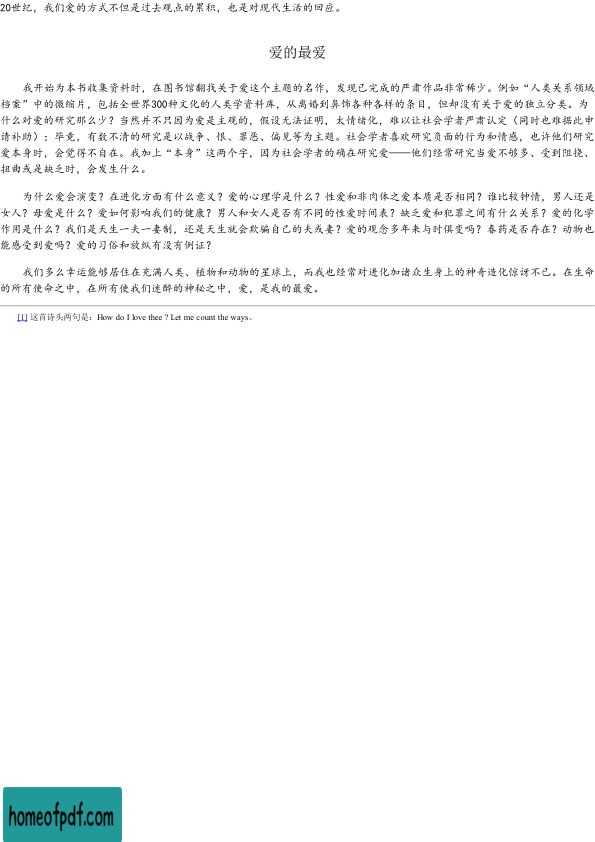 20世纪，我们爱的方式不但是过去观点的累积，也是对现代生活的回应。
爱的最爱
我开始为本书收集资料时，在图书馆翻找关于爱这个主题的名作，发现已完成的严肃作品非常稀少。例如“人类关系领域
档案”中的微缩片，包括全世界300种文化的人类学资料库，从离婚到鼻饰各种各样的条目，但却没有关于爱的独立分类。为
什么对爱的研究那么少？当然并不只因为爱是主观的，假设无法证明，太情绪化，难以让社会学者严肃认定（同时也难据此申
请补助）；毕竟，有数不清的研究是以战争、恨、罪恶、偏见等为主题。社会学者喜欢研究负面的行为和情感，也许他们研究
爱本身时，会觉得不自在。我加上“本身”这两个字，因为社会学者的确在研究爱——他们经常研究当爱不够多、受到阻挠、
扭曲或是缺乏时，会发生什么。
为什么爱会演变？在进化方面有什么意义？爱的心理学是什么？性爱和非肉体之爱本质是否相同？谁比较钟情，男人还是
女人？母爱是什么？爱如何影响我们的健康？男人和女人是否有不同的性爱时间表？缺乏爱和犯罪之间有什么关系？爱的化学
作用是什么？我们是天生一夫一妻制，还是天生就会欺骗自己的夫或妻？爱的观念多年来与时俱变吗？春药是否存在？动物也
能感受到爱吗？爱的习俗和放纵有没有例证？
我们多么幸运能够居住在充满人类、植物和动物的星球上，而我也经常对进化加诸众生身上的神奇造化惊讶不已。在生命
的所有使命之中，在所有使我们迷醉的神秘之中，爱，是我的最爱。
[1] 这首诗头两句是：How do I love thee？Let me count the ways。
homeofpdf.com